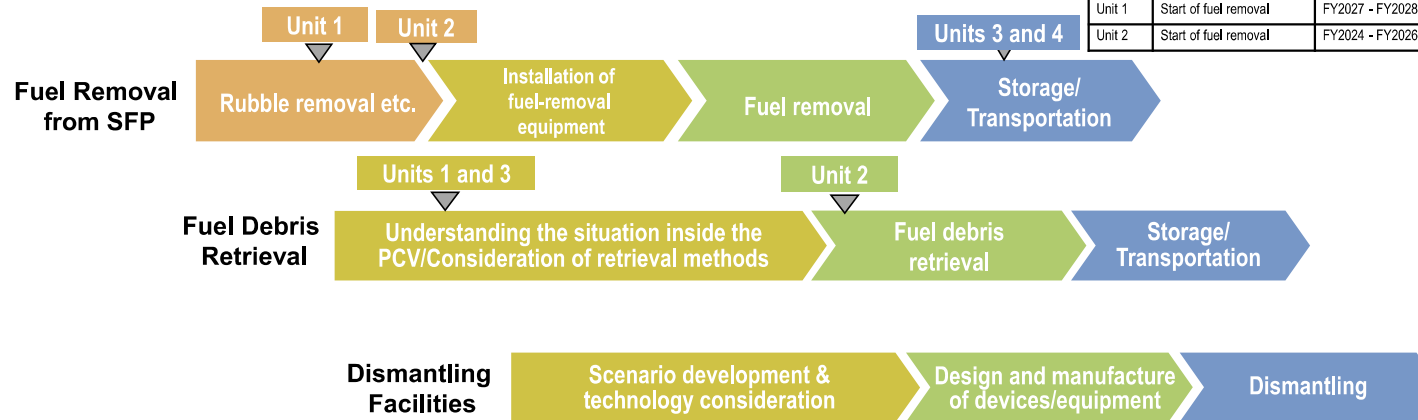 Unit 1 Start of fuel removal FY2027 - FY2028
Unit 2 Start of fuel removal FY2024 - FY2026
Unit 1
Unit 2
Units 3 and 4
Fuel Removal
from SFP
Rubble removal etc.
Installation of
fuel-removal
equipment
Fuel removal
Storage/
Transportation
Units 1 and 3
Unit 2
Fuel Debris
Retrieval
Understanding the situation inside the
PCV/Consideration of retrieval methods
Fuel debris
retrieval
Storage/
Transportation
Dismantling
Facilities
Scenario development &
technology consideration
Design and manufacture
of devices/equipment
Dismantling